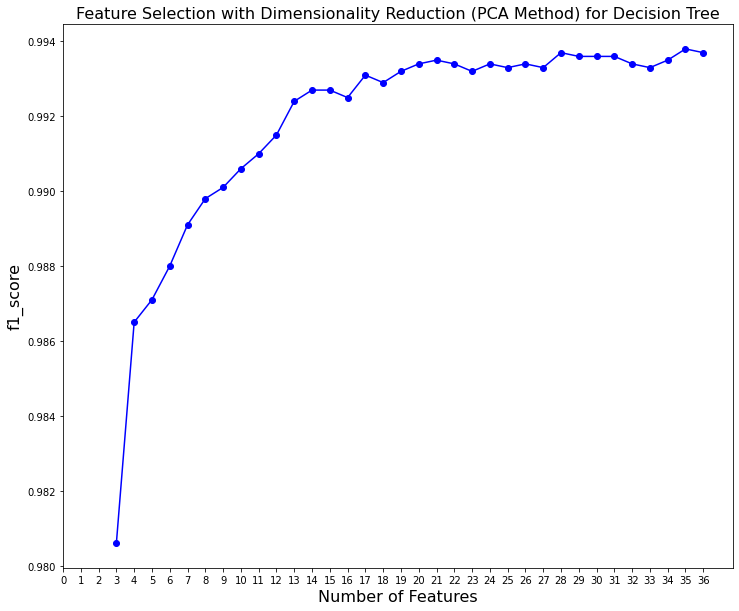 Feature Selection with Dimensionality Reduction (PCA Method) for Decision Tree
0.994
0.992
0.990
0.988
0.986
0.984
0.982
0.980
f1_score
0 1 2 3 4 5 6 7 8 9 10 11 12 13 14 15 16 17 18 19 20 21 22 23 24 25 26 27 28 29 30 31 32 33 34 35 36
Number of Features